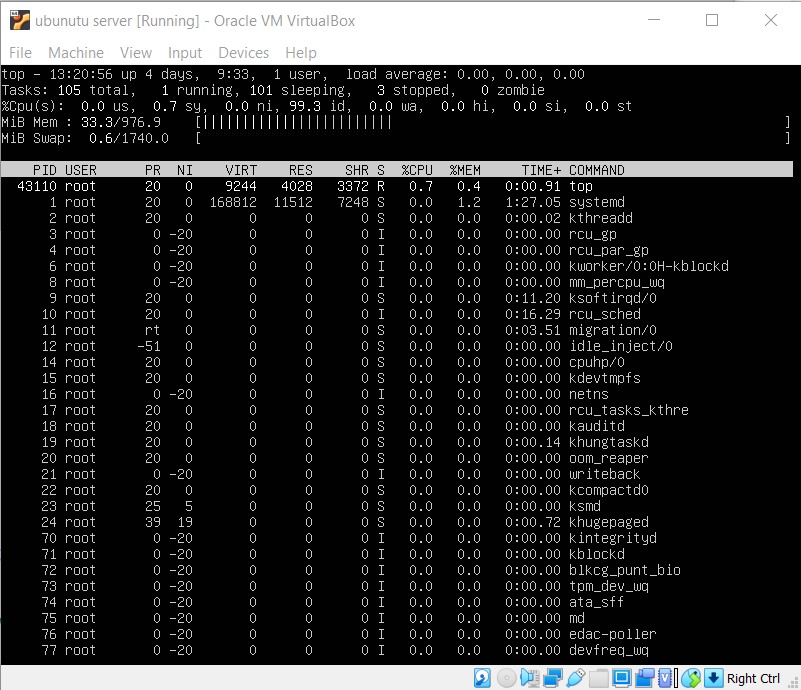 ubunutu server [Running] - Oracle VM VirtualBox
File Machine View Input Devices Help
top - 13:20:56 up 4 days,  9:33,  1 user,  load average: 0.00, 0.00, 0.00
Tasks: 105 total,   1 running, 101 sleeping,   3 stopped,   0 zombie
%Cpu(s):  0.0 us,  0.7 sy,  0.0 ni, 99.3 id,  0.0 wa,  0.0 hi,  0.0 si,  0.0 st
MiB Mem : 33.3/976.9    [||||||||||||||||||||||||                                                  ]
MiB Swap:  0.6/1740.0   [                                                                          ]
PID USER PR NI VIRT RES SHR S %CPU %MEM TIME+ COMMAND
43110 root 20 0 9244 4028 3372 R 0.7 0.4 0:00.91 top
1 root 20 0 168812 11512 7248 S 0.0 1.2 1:27.05 systemd
2 root 20 0 0 0 0 S 0.0 0.0 0:00.02 kthreadd
3 root 0 -20 0 0 0 I 0.0 0.0 0:00.00 rcu_gp
4 root 0 -20 0 0 0 I 0.0 0.0 0:00.00 rcu_par_gp
6 root 0 -20 0 0 0 I 0.0 0.0 0:00.00 kworker/0:0H-kblockd
8 root 0 -20 0 0 0 I 0.0 0.0 0:00.00 mm_percpu_wq
9 root 20 0 0 0 0 S 0.0 0.0 0:11.20 ksoftirqd/0
10 root 20 0 0 0 0 I 0.0 0.0 0:16.29 rcu_sched
11 root rt 0 0 0 0 S 0.0 0.0 0:03.51 migration/0
12 root -51 0 0 0 0 S 0.0 0.0 0:00.00 idle_inject/0
14 root 20 0 0 0 0 S 0.0 0.0 0:00.00 cpuhp/0
15 root 20 0 0 0 0 S 0.0 0.0 0:00.00 kdevtmpfs
16 root 0 -20 0 0 0 I 0.0 0.0 0:00.00 netns
17 root 20 0 0 0 0 S 0.0 0.0 0:00.00 rcu_tasks_kthre
18 root 20 0 0 0 0 S 0.0 0.0 0:00.00 kauditd
19 root 20 0 0 0 0 S 0.0 0.0 0:00.14 khungtaskd
20 root 20 0 0 0 0 S 0.0 0.0 0:00.00 oom_reaper
21 root 0 -20 0 0 0 I 0.0 0.0 0:00.00 writeback
22 root 20 0 0 0 0 S 0.0 0.0 0:00.00 kcompactd0
23 root 25 5 0 0 0 S 0.0 0.0 0:00.00 ksmd
24 root 39 19 0 0 0 S 0.0 0.0 0:00.72 khugepaged
70 root 0 -20 0 0 0 I 0.0 0.0 0:00.00 kintegrityd
71 root 0 -20 0 0 0 I 0.0 0.0 0:00.00 kblockd
72 root 0 -20 0 0 0 I 0.0 0.0 0:00.00 blkcg_punt_bio
73 root 0 -20 0 0 0 I 0.0 0.0 0:00.00 tpm_dev_wq
74 root 0 -20 0 0 0 I 0.0 0.0 0:00.00 ata_sff
75 root 0 -20 0 0 0 I 0.0 0.0 0:00.00 md
76 root 0 -20 0 0 0 I 0.0 0.0 0:00.00 edac-poller
77 root 0 -20 0 0 0 I 0.0 0.0 0:00.00 devfreq_wq
Right Ctrl